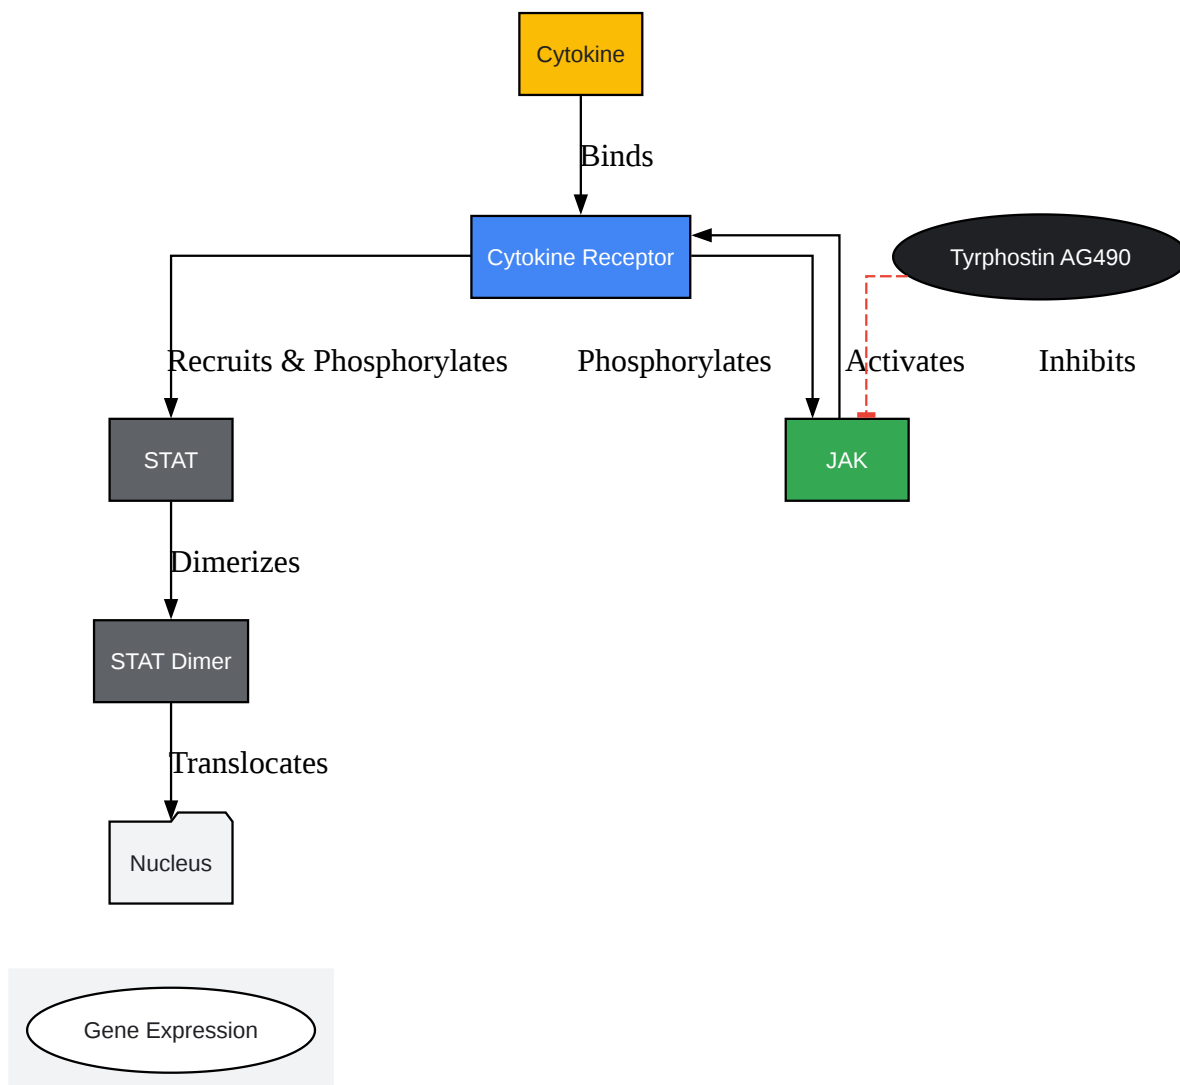 Cytokine
Binds
Cytokine Receptor
Tyrphostin AG490
Recruits & Phosphorylates
Phosphorylates
Activates
Inhibits
STAT
JAK
Dimerizes
STAT Dimer
Translocates
Nucleus
Gene Expression